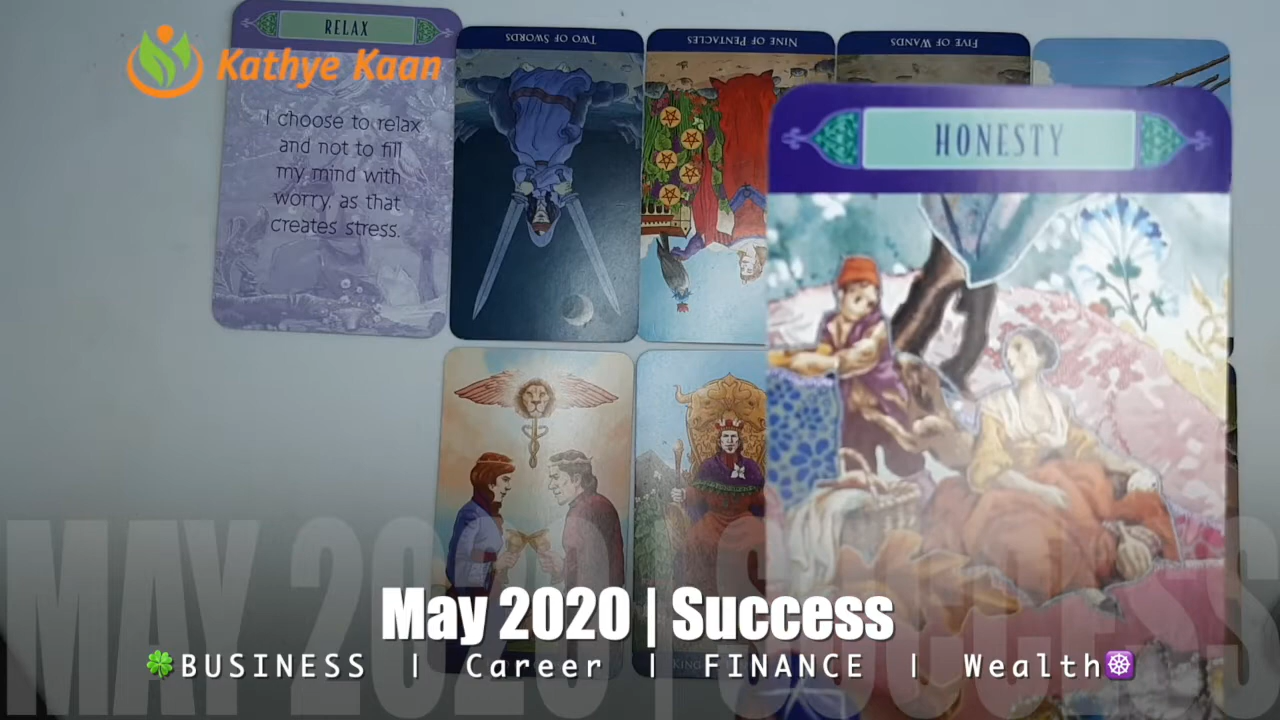 RELAX
Kathye Kaan
I choose to relax
and not to fill
my mind with
worry, as that
creates stress.
TWO OF SWORDS
NINE OF PENTACLES
FIVE OF WANDS
HONESTY
MAY 2020 | SUCCESS
May 2020 | Success
KING
🍀BUSINESS | Career | FINANCE | Wealth☸